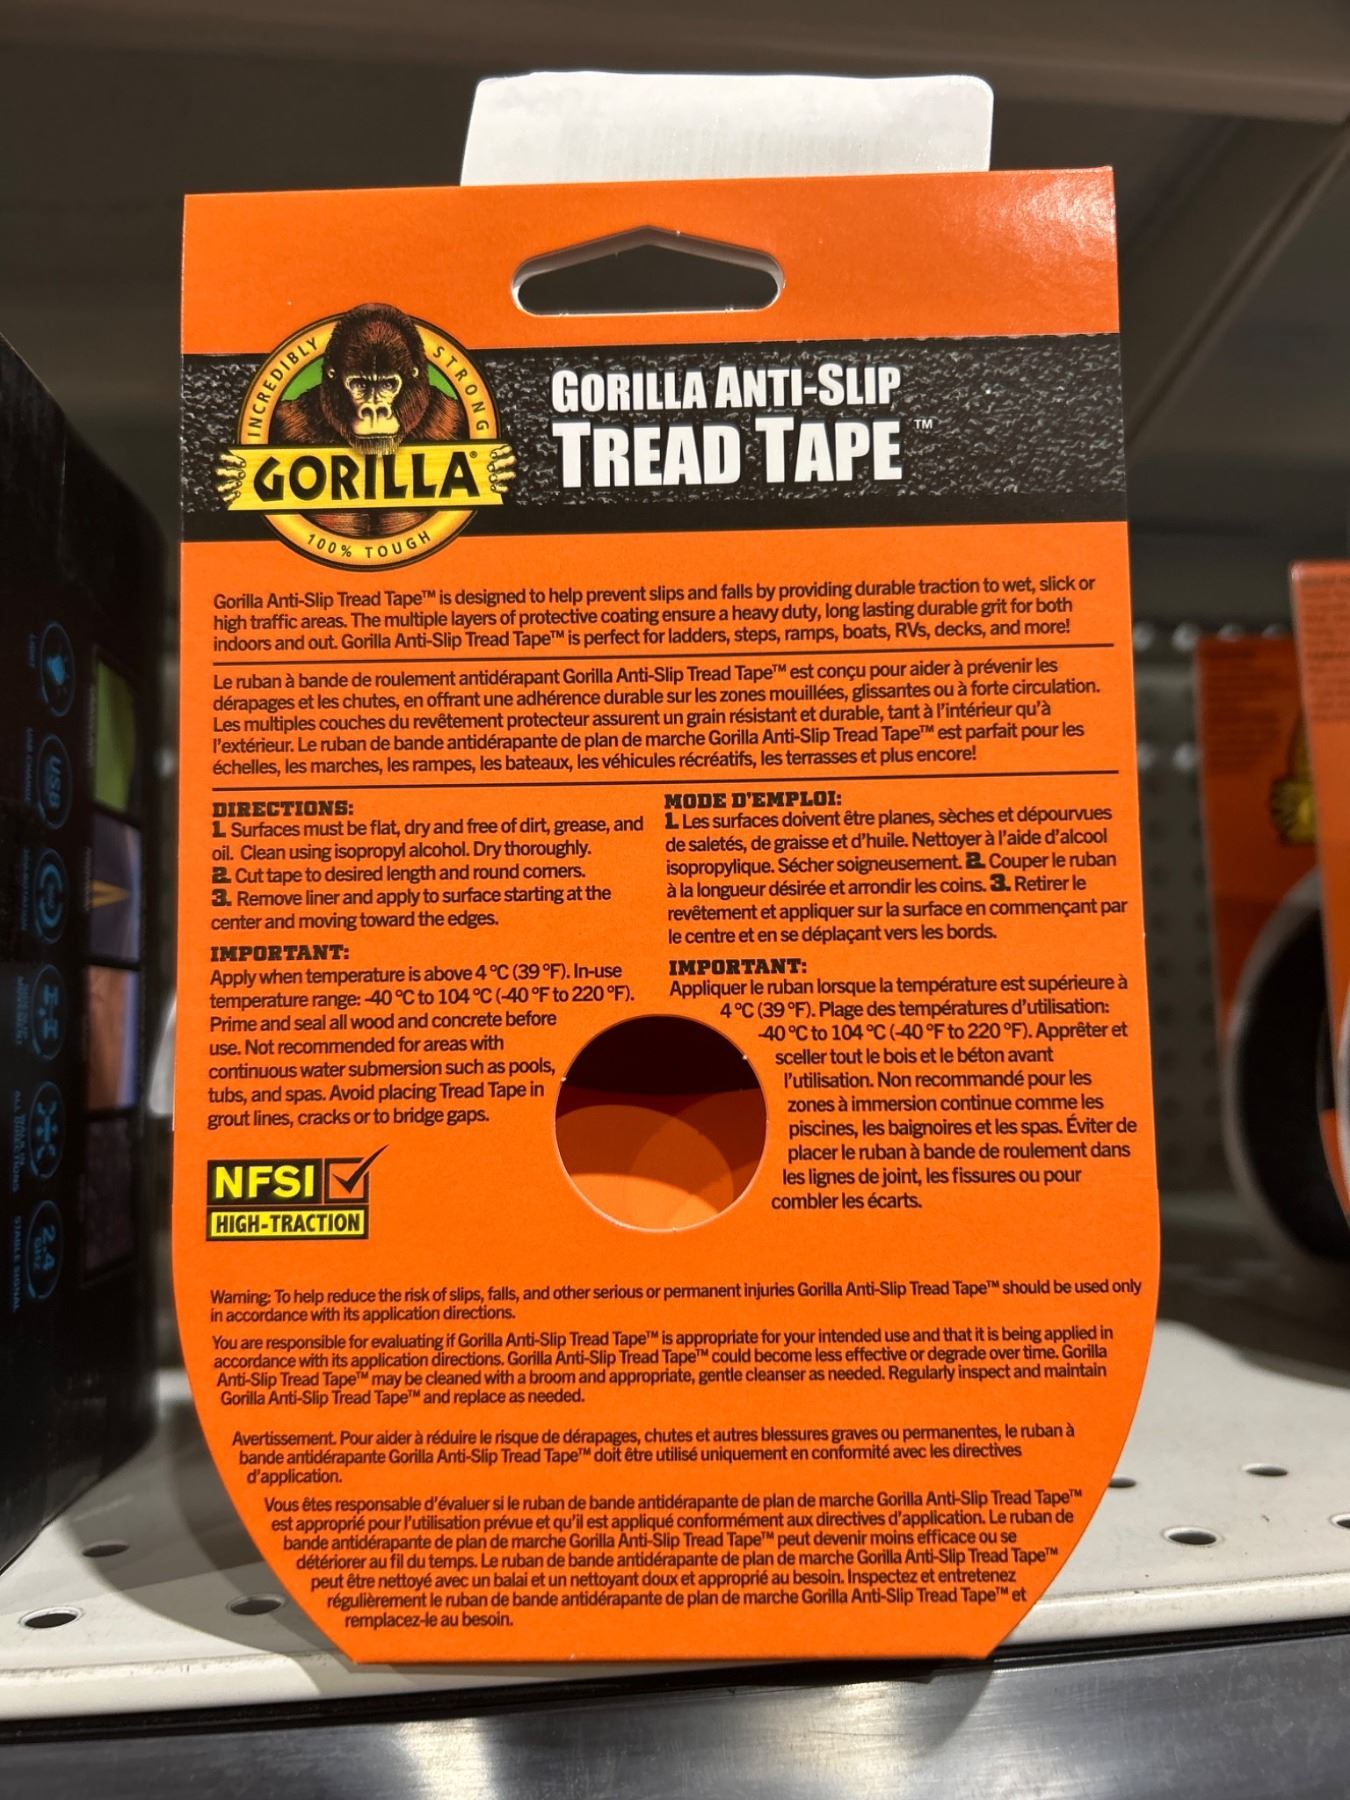 INCREDIBLY STRONG
GORILLA®
100% TOUGH
GORILLA ANTI-SLIP
TREAD TAPE™
Gorilla Anti-Slip Tread Tape™ is designed to help prevent slips and falls by providing durable traction to wet, slick or
high traffic areas. The multiple layers of protective coating ensure a heavy duty, long lasting durable grit for both
indoors and out. Gorilla Anti-Slip Tread Tape™ is perfect for ladders, steps, ramps, boats, RVs, decks, and more!
Le ruban à bande de roulement antidérapant Gorilla Anti-Slip Tread Tape™ est conçu pour aider à prévenir les
dérapages et les chutes, en offrant une adhérence durable sur les zones mouillées, glissantes ou à forte circulation.
Les multiples couches du revêtement protecteur assurent un grain résistant et durable, tant à l'intérieur qu'à
l'extérieur. Le ruban de bande antidérapante de plan de marche Gorilla Anti-Slip Tread Tape™ est parfait pour les
échelles, les marches, les rampes, les bateaux, les véhicules récréatifs, les terrasses et plus encore!
DIRECTIONS:
1. Surfaces must be flat, dry and free of dirt, grease, and
oil. Clean using isopropyl alcohol. Dry thoroughly.
2. Cut tape to desired length and round corners.
3. Remove liner and apply to surface starting at the
center and moving toward the edges.
IMPORTANT:
Apply when temperature is above 4 °C (39 °F). In-use
temperature range: -40 °C to 104 °C (-40 °F to 220 °F).
Prime and seal all wood and concrete before
use. Not recommended for areas with
continuous water submersion such as pools,
tubs, and spas. Avoid placing Tread Tape in
grout lines, cracks or to bridge gaps.
MODE D'EMPLOI:
1. Les surfaces doivent être planes, sèches et dépourvues
de saletés, de graisse et d'huile. Nettoyer à l'aide d'alcool
isopropylique. Sécher soigneusement. 2. Couper le ruban
à la longueur désirée et arrondir les coins. 3. Retirer le
revêtement et appliquer sur la surface en commençant par
le centre et en se déplaçant vers les bords.
IMPORTANT:
Appliquer le ruban lorsque la température est supérieure à
4 °C (39 °F). Plage des températures d'utilisation:
-40 °C to 104 °C (-40 °F to 220 °F). Apprêter et
sceller tout le bois et le béton avant
l'utilisation. Non recommandé pour les
zones à immersion continue comme les
piscines, les baignoires et les spas. Éviter de
placer le ruban à bande de roulement dans
les lignes de joint, les fissures ou pour
combler les écarts.
NFSI
HIGH-TRACTION
Warning: To help reduce the risk of slips, falls, and other serious or permanent injuries Gorilla Anti-Slip Tread Tape™ should be used only
in accordance with its application directions.
You are responsible for evaluating if Gorilla Anti-Slip Tread Tape™ is appropriate for your intended use and that it is being applied in
accordance with its application directions. Gorilla Anti-Slip Tread Tape™ could become less effective or degrade over time. Gorilla
Anti-Slip Tread Tape™ may be cleaned with a broom and appropriate, gentle cleanser as needed. Regularly inspect and maintain
Gorilla Anti-Slip Tread Tape™ and replace as needed.
Avertissement. Pour aider à réduire le risque de dérapages, chutes et autres blessures graves ou permanentes, le ruban à
bande antidérapante Gorilla Anti-Slip Tread Tape™ doit être utilisé uniquement en conformité avec les directives
d'application.
Vous êtes responsable d'évaluer si le ruban de bande antidérapante de plan de marche Gorilla Anti-Slip Tread Tape™
est approprié pour l'utilisation prévue et qu'il est appliqué conformément aux directives d'application. Le ruban de
bande antidérapante de plan de marche Gorilla Anti-Slip Tread Tape™ peut devenir moins efficace ou se
détériorer au fil du temps. Le ruban de bande antidérapante de plan de marche Gorilla Anti-Slip Tread Tape™
peut être nettoyé avec un balai et un nettoyant doux et approprié au besoin. Inspectez et entretenez
régulièrement le ruban de bande antidérapante de plan de marche Gorilla Anti-Slip Tread Tape™ et
remplacez-le au besoin.
USB
2.4
STABLE SIGNAL